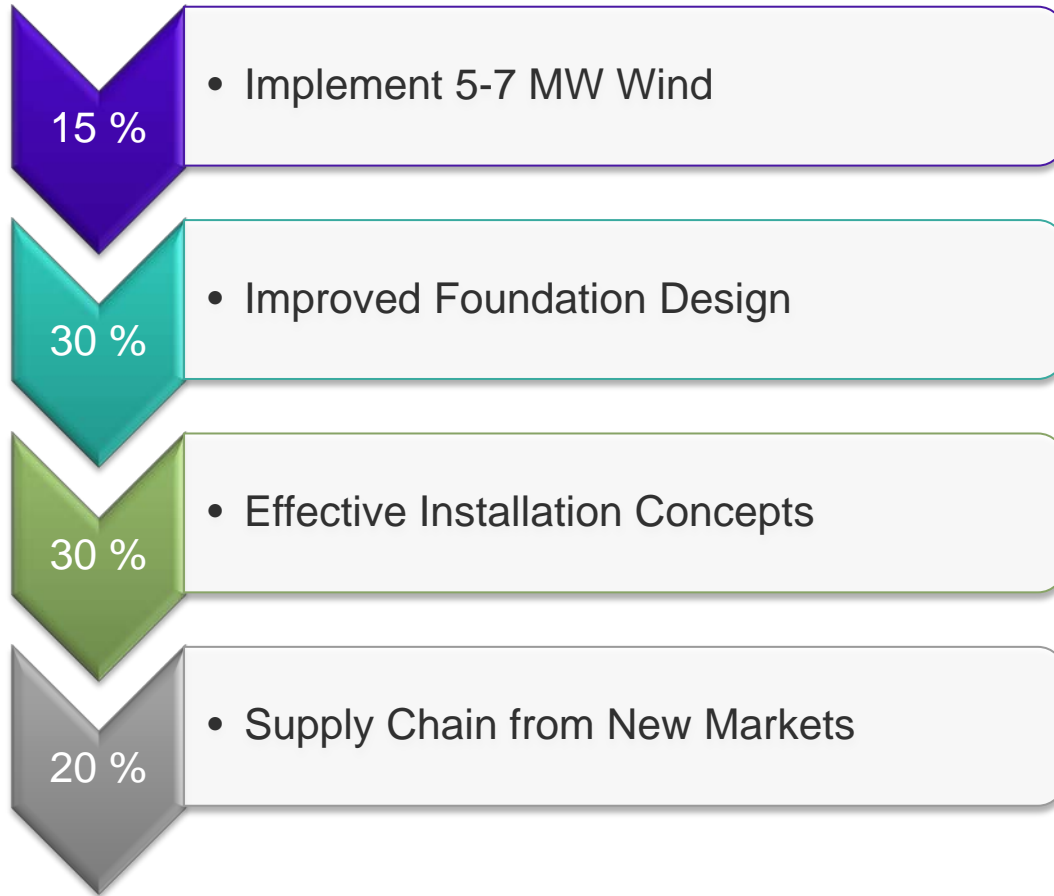 15 %
• Implement 5-7 MW Wind
30 %
• Improved Foundation Design
30 %
• Effective Installation Concepts
20 %
• Supply Chain from New Markets